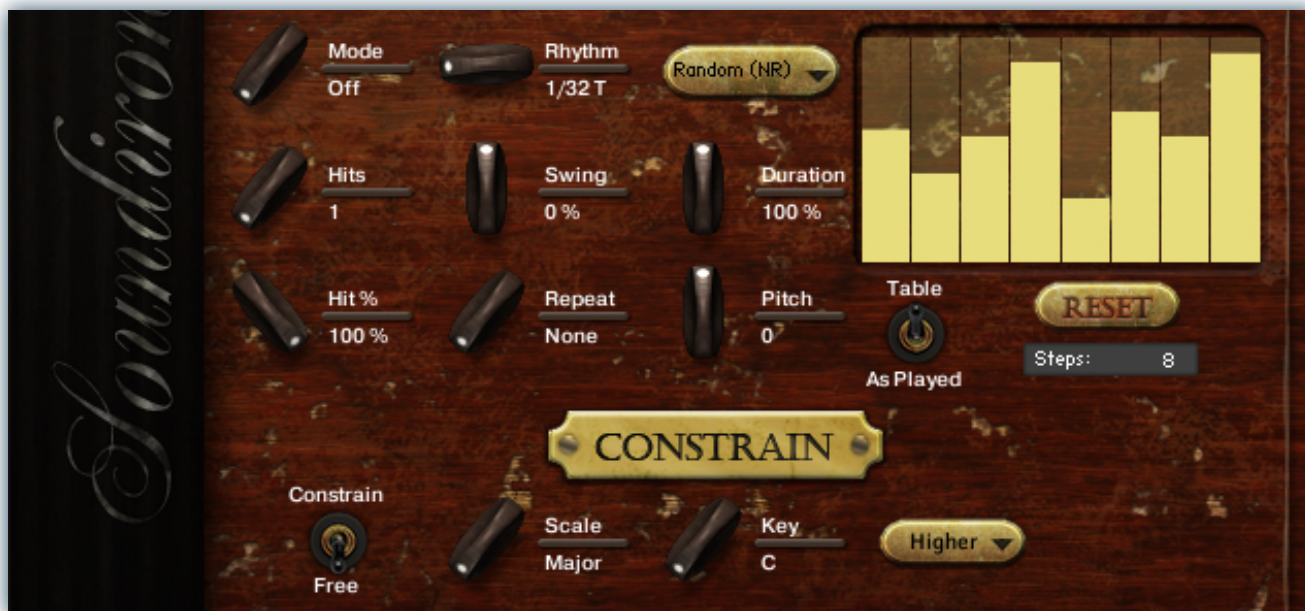 Soundiron
Mode
Off
Rhythm
1/32 T
Random (NR)
Hits
1
Swing
0 %
Duration
100 %
Hit %
100 %
Repeat
None
Pitch
0
Table
As Played
RESET
Steps: 8
CONSTRAIN
Constrain
Free
Scale
Major
Key
C
Higher